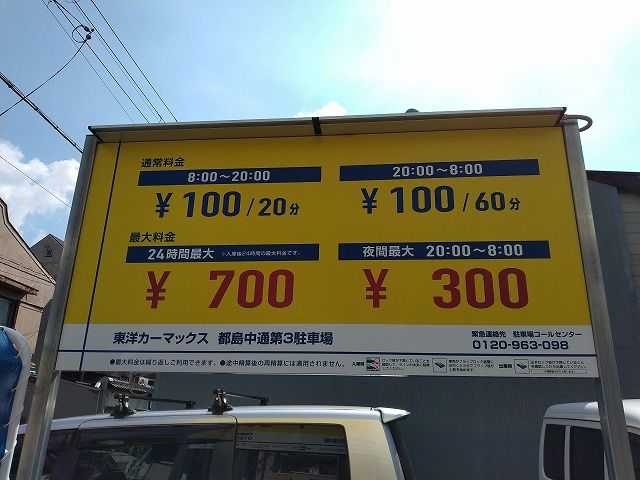 通常料金
8:00～20:00
20:00～8:00
¥100/20分
¥100/60分
最大料金
24時間最大 ※入庫後24時間の最大料金です。
夜間最大 20:00～8:00
¥ 700
¥ 300
東洋カーマックス 都島中通第3駐車場
緊急連絡先 駐車場コールセンター
0120-963-098
●最大料金は繰り返しご利用できます。 ●途中精算後の再精算には適用されません。
入庫時
出庫時